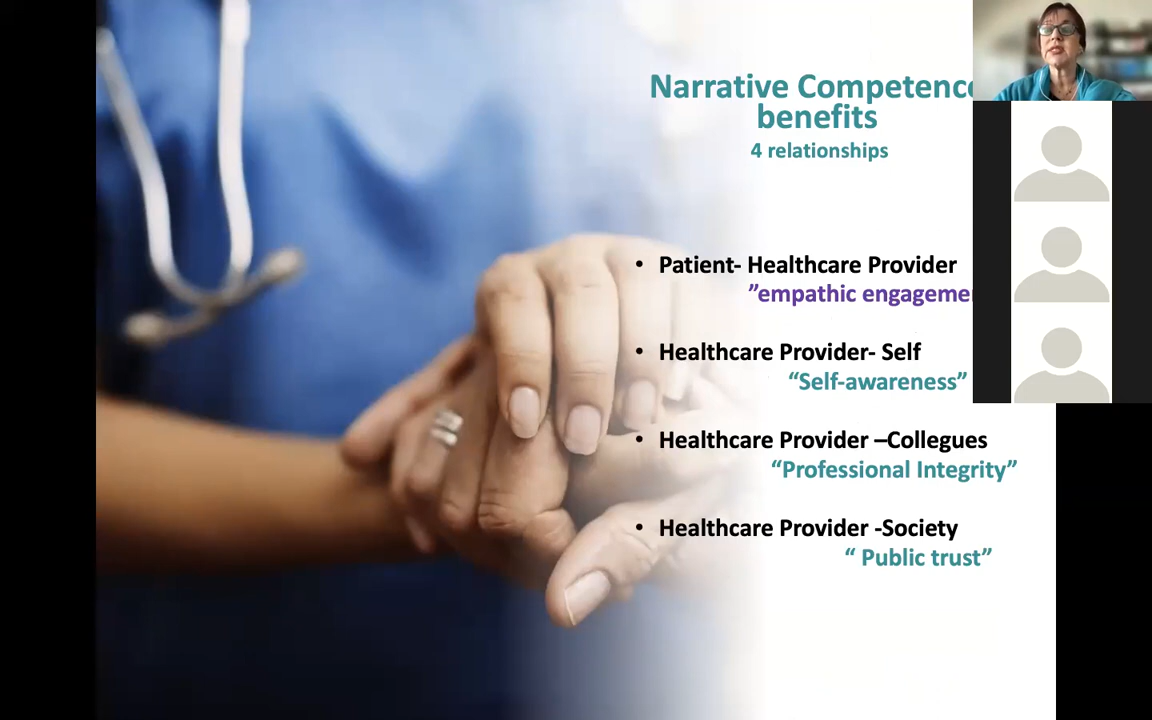 Narrative Competence
benefits
4 relationships
• Patient- Healthcare Provider
”empathic
• Healthcare Provider- Self
“Self-awareness”
• Healthcare Provider –Collegues
“Professional Integrity”
• Healthcare Provider -Society
“ Public trust”